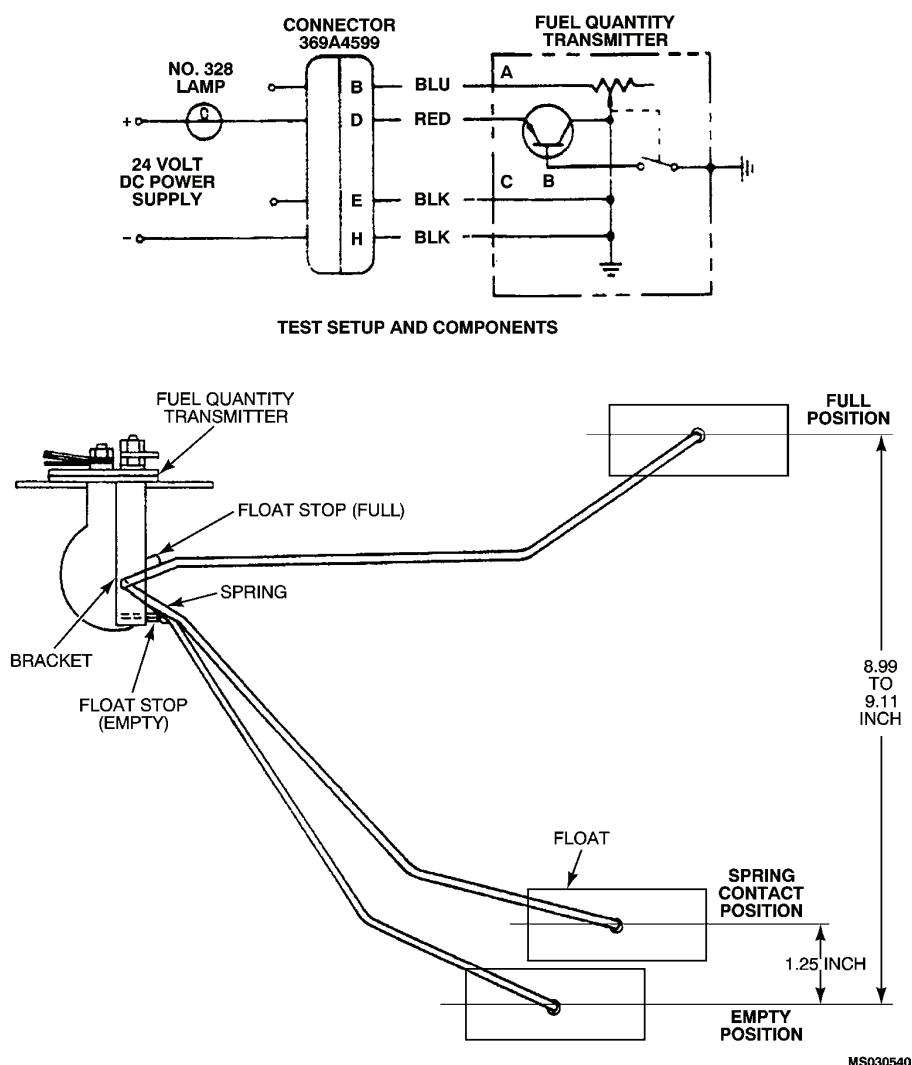 CONNECTOR
369A4599
FUEL QUANTITY
TRANSMITTER
NO. 328
LAMP
C
B
BLU
A
+
D
RED
24 VOLT
DC POWER
SUPPLY
C
B
E
BLK
-
H
BLK
TEST SETUP AND COMPONENTS
FUEL QUANTITY
TRANSMITTER
FULL
POSITION
FLOAT STOP (FULL)
SPRING
BRACKET
FLOAT STOP
(EMPTY)
8.99
TO
9.11
INCH
FLOAT
SPRING
CONTACT
POSITION
1.25 INCH
EMPTY
POSITION
MS030540